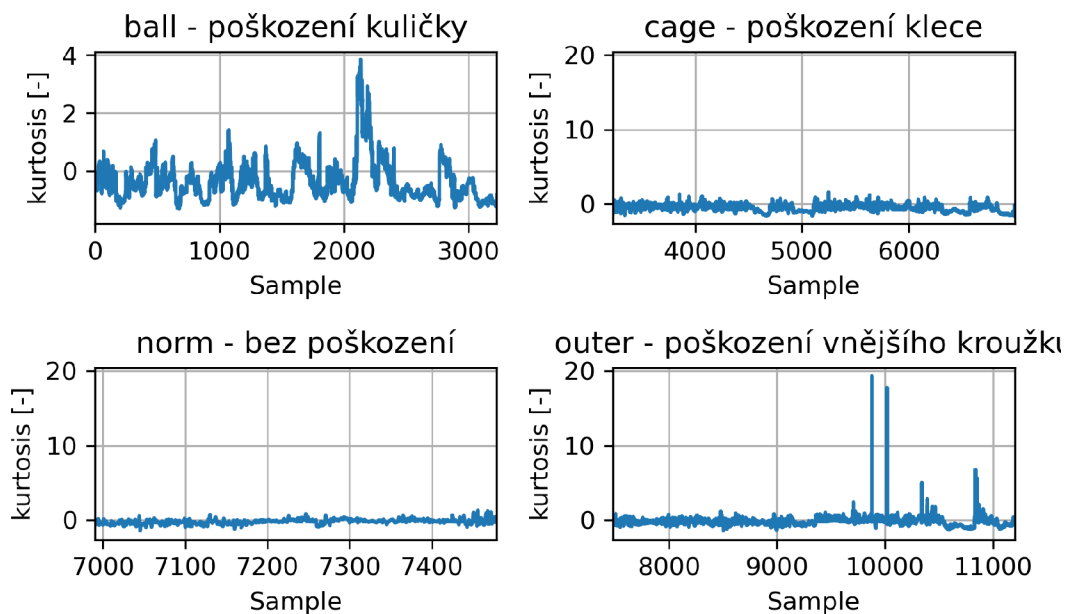 ball - poškození kuličky
kurtosis [-]
4
2
0
0 1000 2000 3000
Sample
cage - poškození klece
kurtosis [-]
20
10
0
4000 5000 6000
Sample
norm - bez poškození
kurtosis [-]
20
10
0
7000 7100 7200 7300 7400
Sample
outer - poškození vnějšího kroužku
kurtosis [-]
20
10
0
8000 9000 10000 11000
Sample